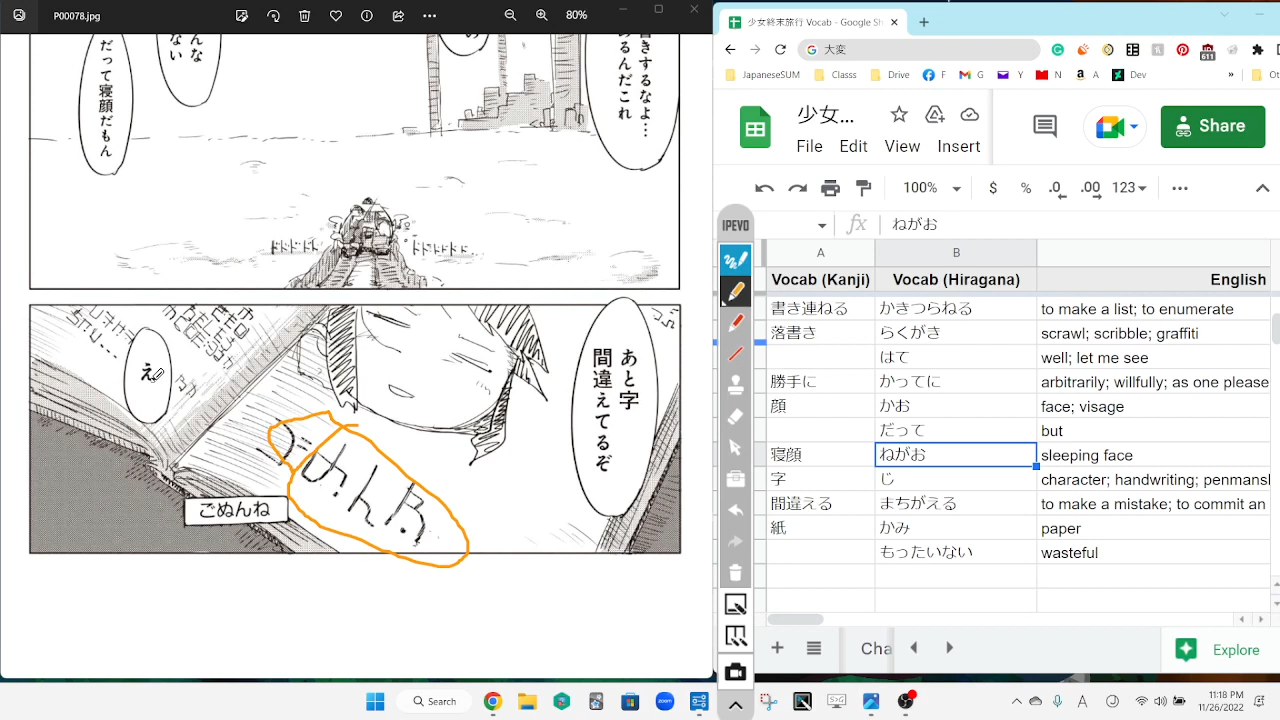 P00078.jpg
80%
書きするなよ…
あるんだこれ
の
んな
ない
だって寝顔だもん
あと字
間違えてるぞ
え
ごぬんね
少女終末旅行 Vocab - Google Sh
大変
JapaneseSUM
Class
Drive
F
G
Y
N
A
Dev
Ot
少女...
File Edit View Insert
Share
100%
$ % .0 .00 123
IPEVO
fx ねがお
A B
Vocab (Kanji) Vocab (Hiragana) English
書き連ねる かきつらねる to make a list; to enumerate
落書き らくがき scrawl; scribble; graffiti
はて well; let me see
勝手に かってに arbitrarily; willfully; as one please
顔 かお face; visage
だって but
寝顔 ねがお sleeping face
字 じ character; handwriting; penmansl
間違える まちがえる to make a mistake; to commit an
紙 かみ paper
もったいない wasteful
Cha
Explore
Search
zoom
A
11:18 PM
11/26/2022